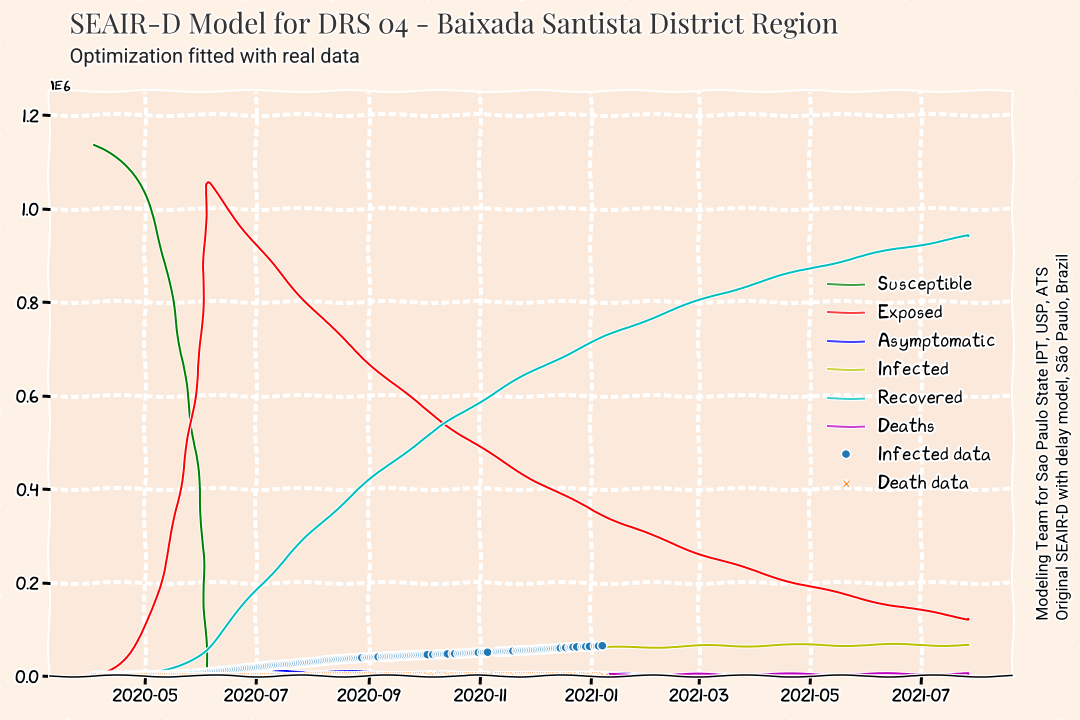 SEAIR-D Model for DRS 04 - Baixada Santista District Region
Optimization fitted with real data
1E6
1.2
1.0
0.8
0.6
0.4
0.2
0.0
2020-05 2020-07 2020-09 2020-11 2021-01 2021-03 2021-05 2021-07
Susceptible
Exposed
Asymptomatic
Infected
Recovered
Deaths
Infected data
Death data
Modeling Team for Sao Paulo State IPT, USP, ATS
Original SEAIR-D with delay model, São Paulo, Brazil